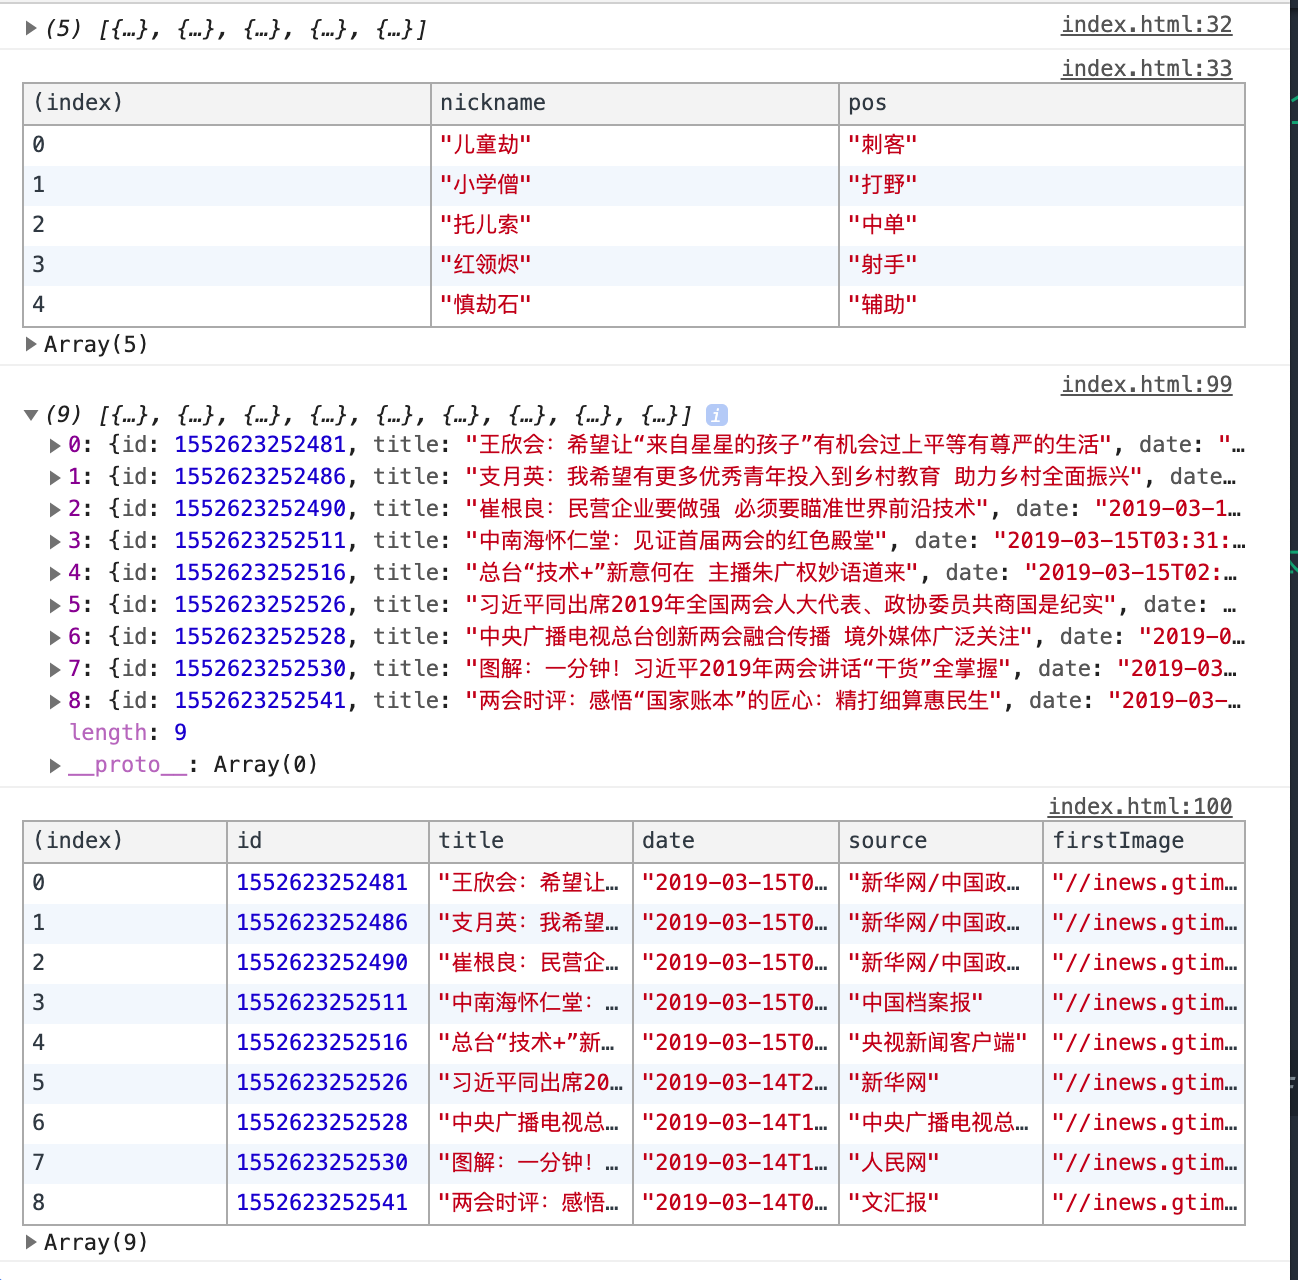 (5) [{…}, {…}, {…}, {…}, {…}] index.html:32
index.html:33
(index) nickname pos
0 "儿童劫" "刺客"
1 "小学僧" "打野"
2 "托儿索" "中单"
3 "红领烬" "射手"
4 "慎劫石" "辅助"
Array(5)
index.html:99
(9) [{…}, {…}, {…}, {…}, {…}, {…}, {…}, {…}, {…}] i
0: {id: 1552623252481, title: "王欣会：希望让“来自星星的孩子”有机会过上平等有尊严的生活", date: "…
1: {id: 1552623252486, title: "支月英：我希望有更多优秀青年投入到乡村教育 助力乡村全面振兴", date…
2: {id: 1552623252490, title: "崔根良：民营企业要做强 必须要瞄准世界前沿技术", date: "2019-03-1…
3: {id: 1552623252511, title: "中南海怀仁堂：见证首届两会的红色殿堂", date: "2019-03-15T03:31:…
4: {id: 1552623252516, title: "总台“技术+”新意何在 主播朱广权妙语道来", date: "2019-03-15T02:…
5: {id: 1552623252526, title: "习近平同出席2019年全国两会人大代表、政协委员共商国是纪实", date: …
6: {id: 1552623252528, title: "中央广播电视总台创新两会融合传播 境外媒体广泛关注", date: "2019-0…
7: {id: 1552623252530, title: "图解：一分钟！习近平2019年两会讲话“干货”全掌握", date: "2019-03…
8: {id: 1552623252541, title: "两会时评：感悟“国家账本”的匠心：精打细算惠民生", date: "2019-03-…
length: 9
__proto__: Array(0)
index.html:100
(index) id title date source firstImage
0 1552623252481 "王欣会：希望让… "2019-03-15T0… "新华网/中国政… "//inews.gtim…
1 1552623252486 "支月英：我希望… "2019-03-15T0… "新华网/中国政… "//inews.gtim…
2 1552623252490 "崔根良：民营企… "2019-03-15T0… "新华网/中国政… "//inews.gtim…
3 1552623252511 "中南海怀仁堂：… "2019-03-15T0… "中国档案报" "//inews.gtim…
4 1552623252516 "总台“技术+”新… "2019-03-15T0… "央视新闻客户端" "//inews.gtim…
5 1552623252526 "习近平同出席20… "2019-03-14T2… "新华网" "//inews.gtim…
6 1552623252528 "中央广播电视总… "2019-03-14T1… "中央广播电视总… "//inews.gtim…
7 1552623252530 "图解：一分钟！… "2019-03-14T1… "人民网" "//inews.gtim…
8 1552623252541 "两会时评：感悟… "2019-03-14T0… "文汇报" "//inews.gtim…
Array(9)